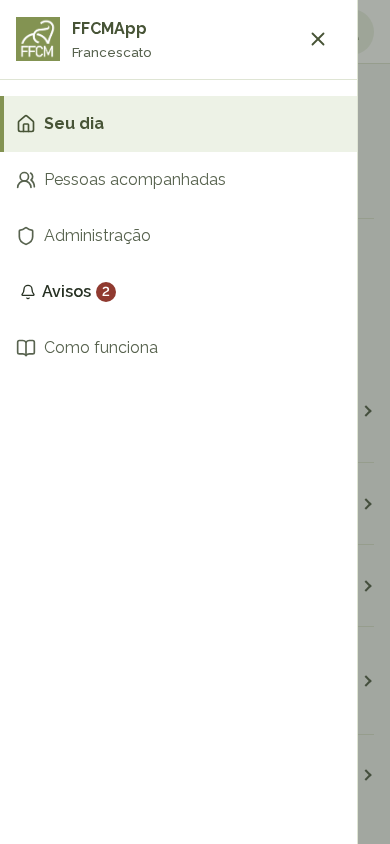 FFCM
FFCMApp
Francescato
Seu dia
Pessoas acompanhadas
Administração
Avisos 2
Como funciona